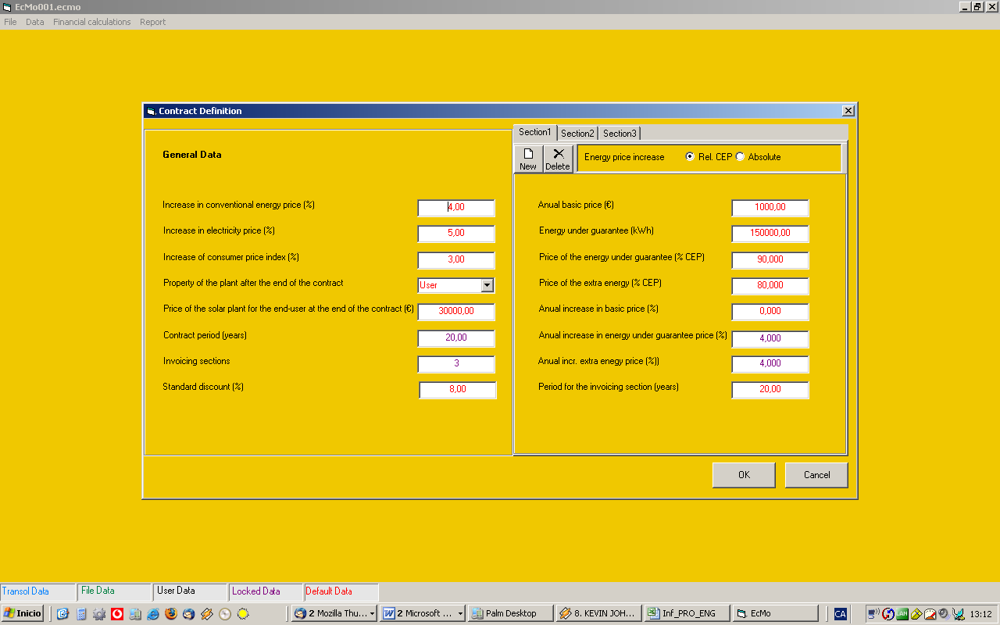 EcMo001.ecmo
File Data Financial calculations Report
Contract Definition
Section1 Section2 Section3
General Data
New Delete Energy price increase Rel. CEP Absolute
Increase in conventional energy price (%) 4,00
Increase in electricity price (%) 5,00
Increase of consumer price index (%) 3,00
Property of the plant after the end of the contract User
Price of the solar plant for the end-user at the end of the contract (€) 30000,00
Contract period (years) 20,00
Invoicing sections 3
Standard discount (%) 8,00
Anual basic price (€) 1000,00
Energy under guarantee (kWh) 150000,00
Price of the energy under guarantee (% CEP) 90,000
Price of the extra energy (% CEP) 80,000
Anual increase in basic price (%) 0,000
Anual increase in energy under guarantee price (%) 4,000
Anual incr. extra enegy price (%)) 4,000
Period for the invoicing section (years) 20,00
OK Cancel
Transol Data File Data User Data Locked Data Default Data
Inicio 2 Mozilla Thu... 2 Microsoft ... Palm Desktop 8. KEVIN JOH... Inf_PRO_ENG EcMo CA LAN 13:12